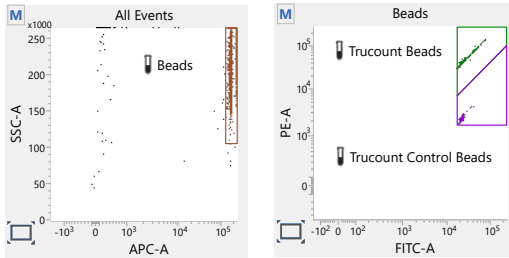 M
All Events
x1000
250
200
150
100
50
0
SSC-A
Beads
-10³ 0 10³ 10⁴ 10⁵
APC-A
M
Beads
10⁵
10⁴
10³
0
PE-A
Trucount Beads
Trucount Control Beads
-10² 0 10² 10³ 10⁴ 10⁵
FITC-A